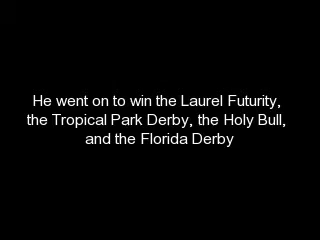 He went on to win the Laurel Futurity,
the Tropical Park Derby, the Holy Bull,
and the Florida Derby